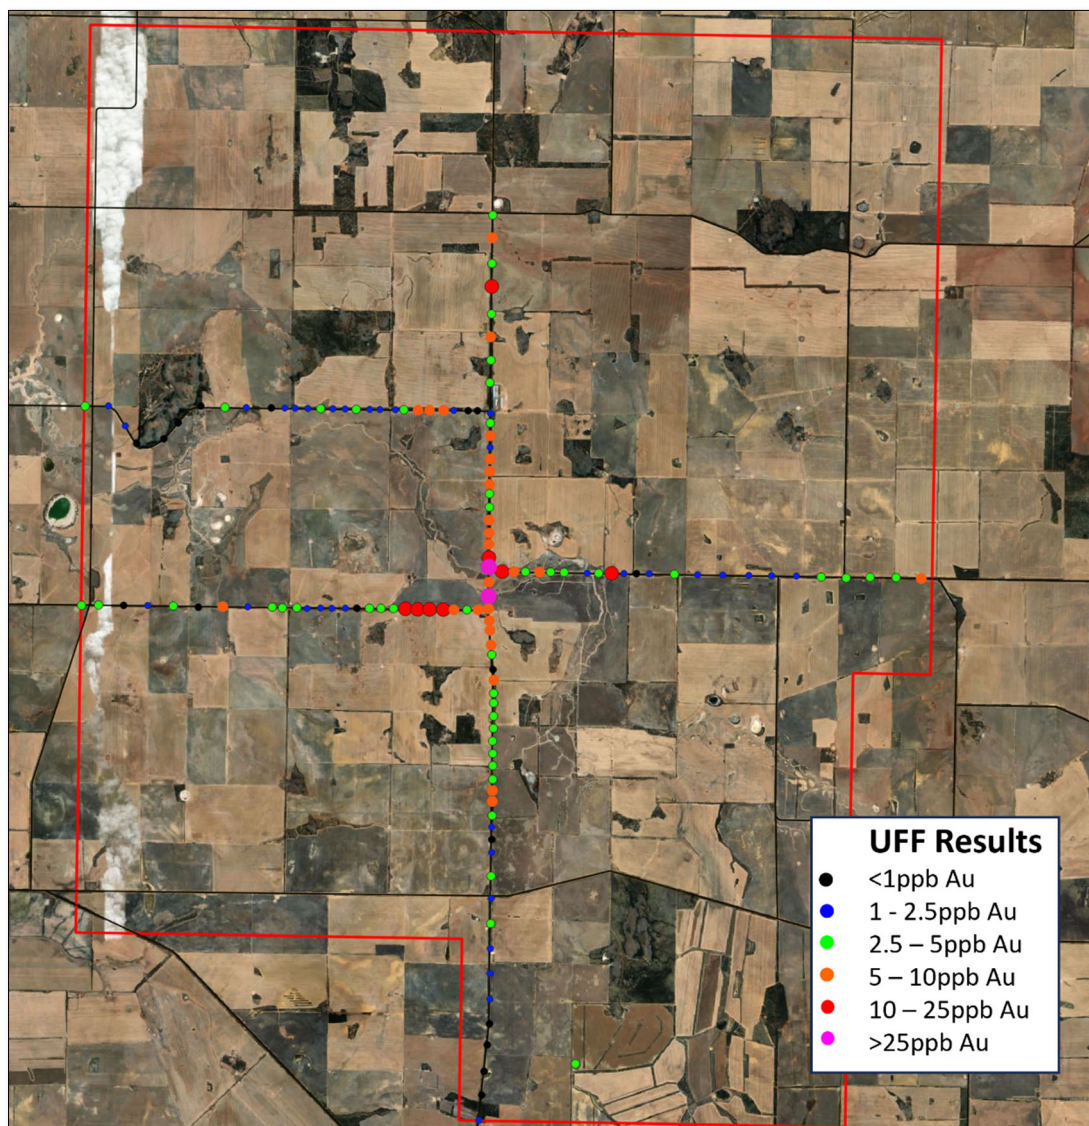 UFF Results
<1ppb Au
1 - 2.5ppb Au
2.5 – 5ppb Au
5 – 10ppb Au
10 – 25ppb Au
>25ppb Au